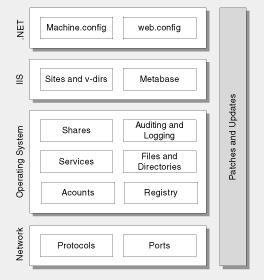 .NET
Machine.config
web.config
IIS
Sites and v-dirs
Metabase
Operating System
Shares
Auditing and
Logging
Services
Files and
Directories
Acounts
Registry
Network
Protocols
Ports
Patches and Updates